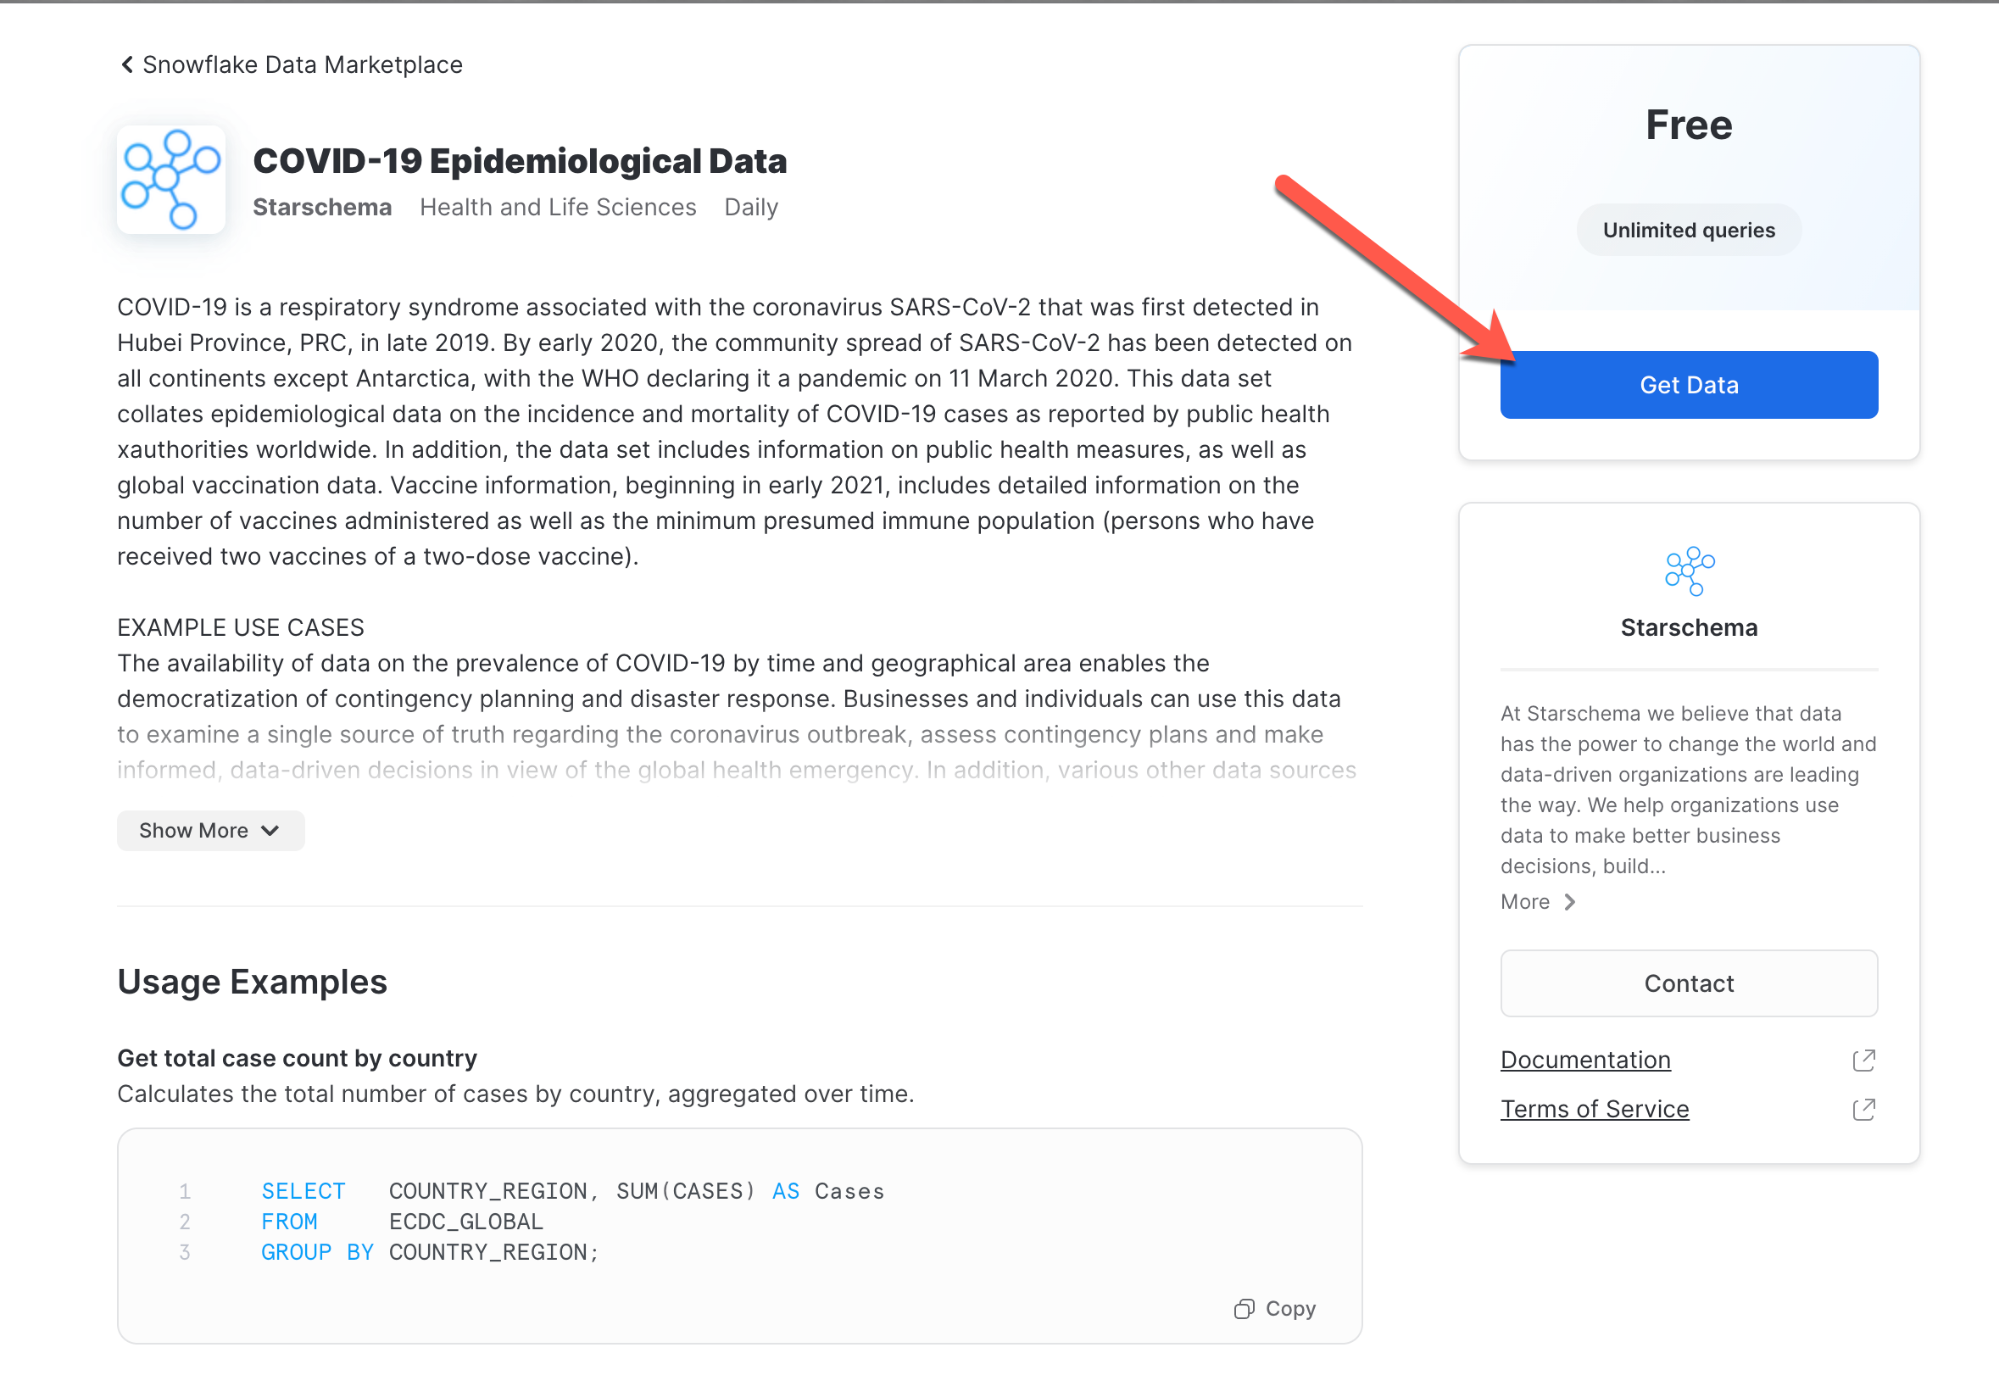 Snowflake Data Marketplace
COVID-19 Epidemiological Data
Starschema Health and Life Sciences Daily
COVID-19 is a respiratory syndrome associated with the coronavirus SARS-CoV-2 that was first detected in
Hubei Province, PRC, in late 2019. By early 2020, the community spread of SARS-CoV-2 has been detected on
all continents except Antarctica, with the WHO declaring it a pandemic on 11 March 2020. This data set
collates epidemiological data on the incidence and mortality of COVID-19 cases as reported by public health
xauthorities worldwide. In addition, the data set includes information on public health measures, as well as
global vaccination data. Vaccine information, beginning in early 2021, includes detailed information on the
number of vaccines administered as well as the minimum presumed immune population (persons who have
received two vaccines of a two-dose vaccine).
EXAMPLE USE CASES
The availability of data on the prevalence of COVID-19 by time and geographical area enables the
democratization of contingency planning and disaster response. Businesses and individuals can use this data
to examine a single source of truth regarding the coronavirus outbreak, assess contingency plans and make
informed, data-driven decisions in view of the global health emergency. In addition, various other data sources
Show More
Usage Examples
Get total case count by country
Calculates the total number of cases by country, aggregated over time.
1 SELECT COUNTRY_REGION, SUM(CASES) AS Cases
2 FROM ECDC_GLOBAL
3 GROUP BY COUNTRY_REGION;
Copy
Free
Unlimited queries
Get Data
Starschema
At Starschema we believe that data
has the power to change the world and
data-driven organizations are leading
the way. We help organizations use
data to make better business
decisions, build...
More
Contact
Documentation
Terms of Service